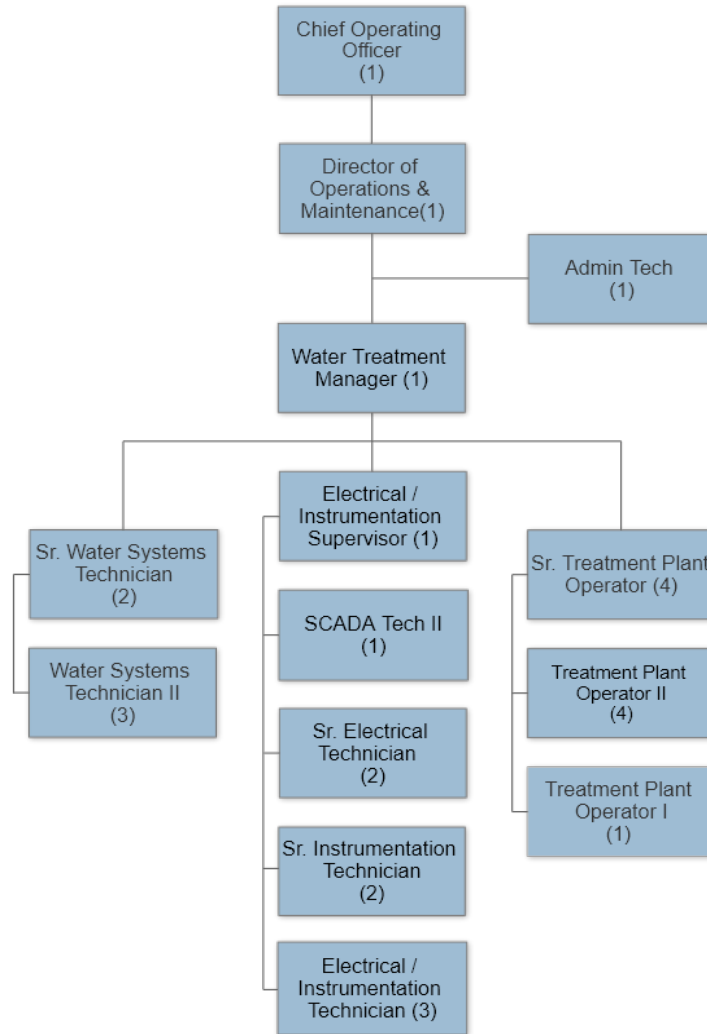 Chief Operating
Officer
(1)
Director of
Operations &
Maintenance(1)
Admin Tech
(1)
Water Treatment
Manager (1)
Sr. Water Systems
Technician
(2)
Water Systems
Technician II
(3)
Electrical /
Instrumentation
Supervisor (1)
SCADA Tech II
(1)
Sr. Electrical
Technician
(2)
Sr. Instrumentation
Technician
(2)
Electrical /
Instrumentation
Technician (3)
Sr. Treatment Plant
Operator (4)
Treatment Plant
Operator II
(4)
Treatment Plant
Operator I
(1)